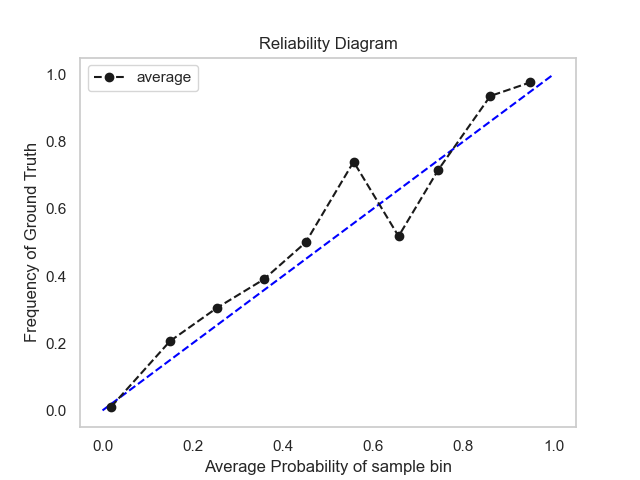 Reliability Diagram
average
1.0
0.8
0.6
0.4
0.2
0.0
Frequency of Ground Truth
0.0 0.2 0.4 0.6 0.8 1.0
Average Probability of sample bin